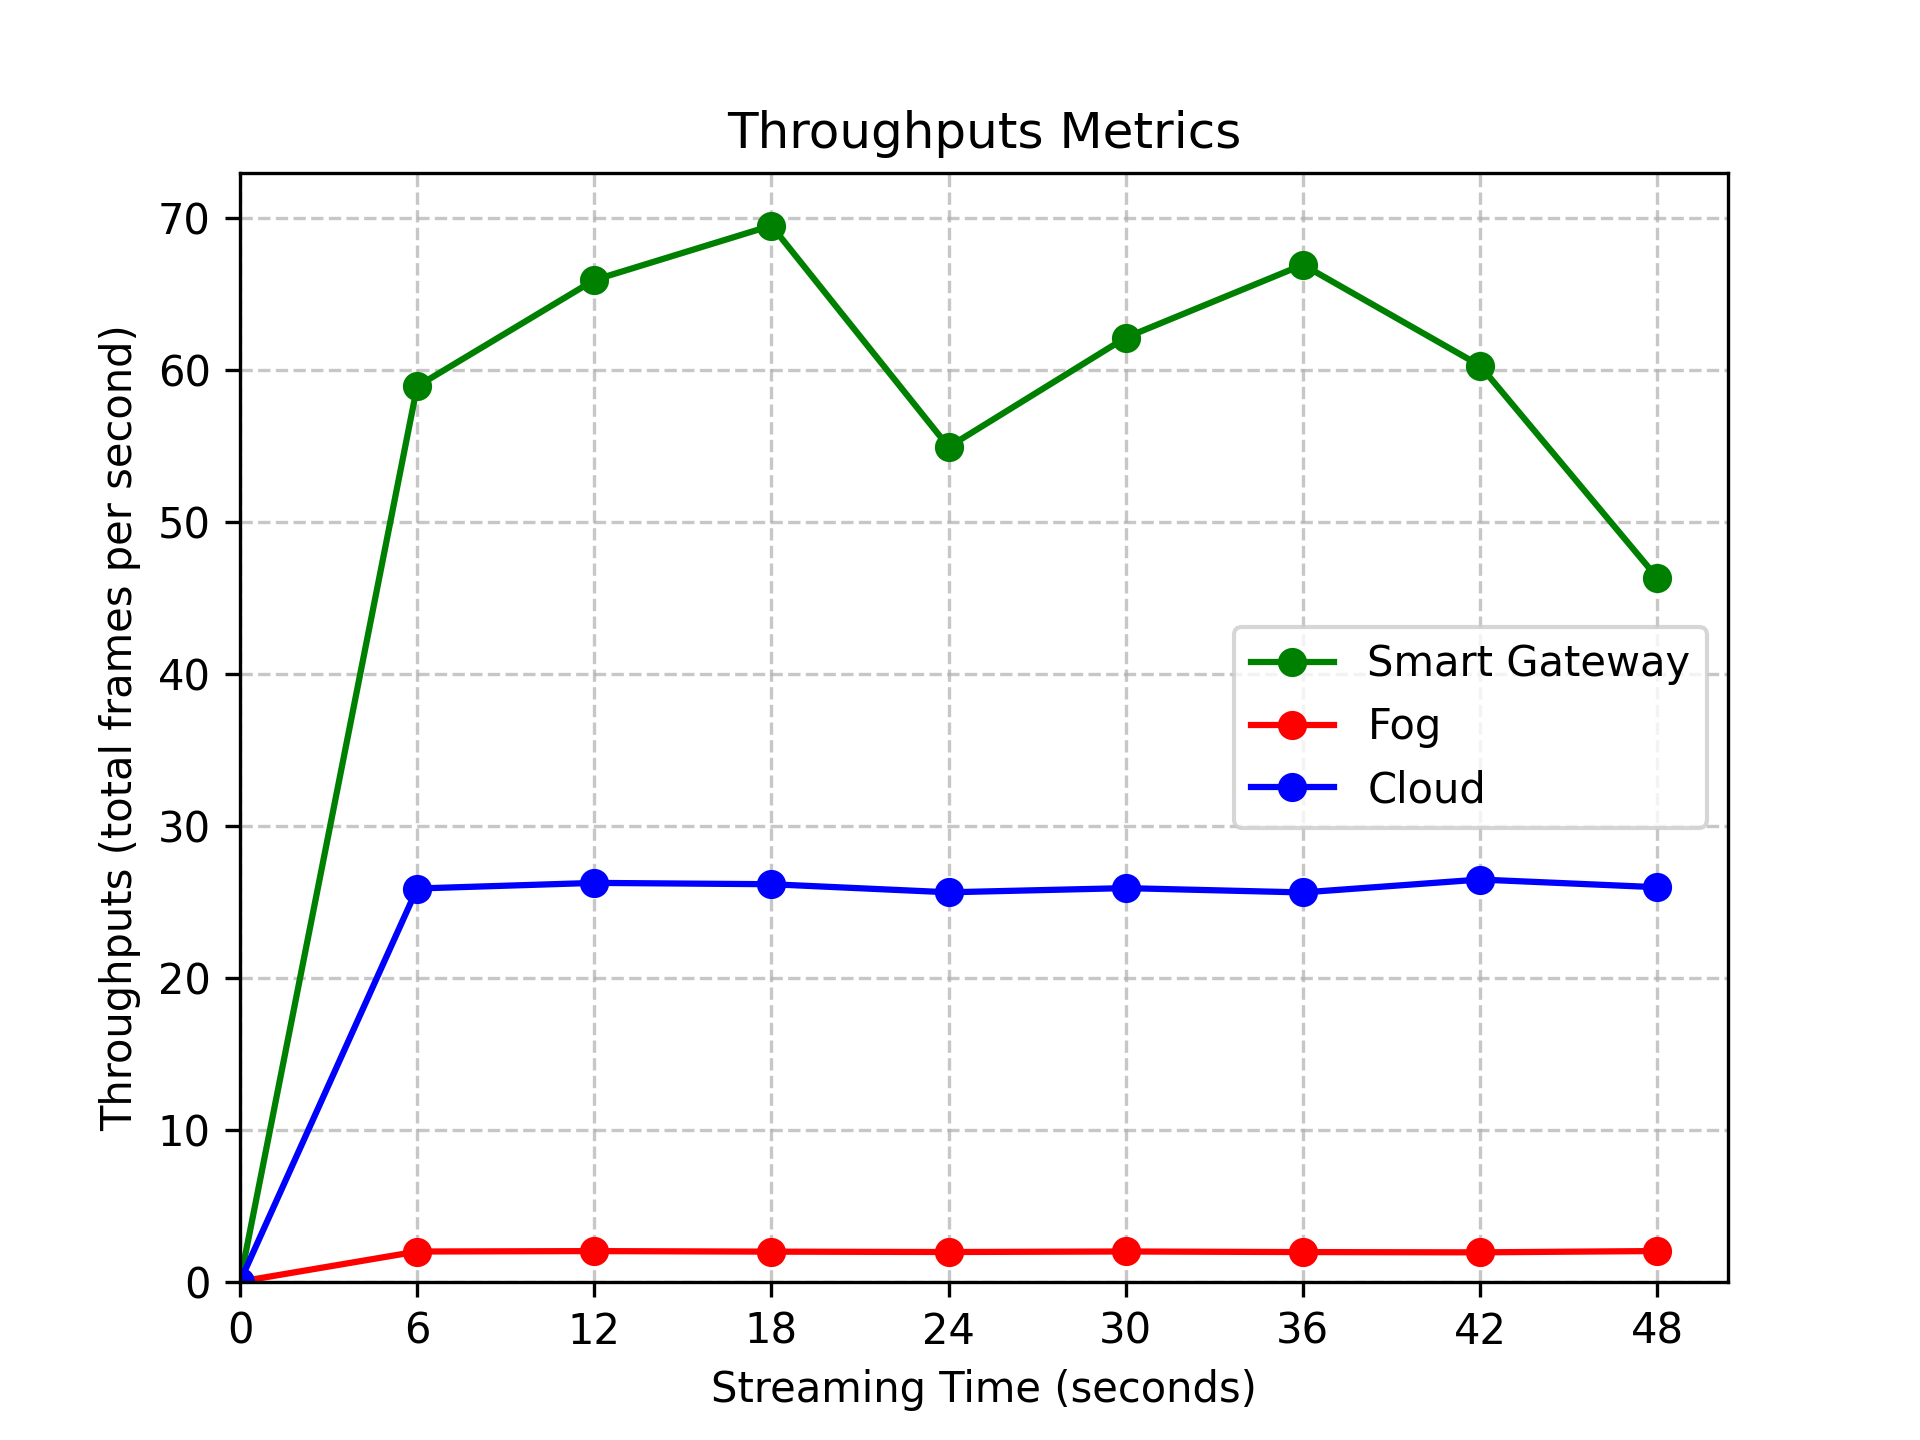 Throughputs Metrics
Throughputs (total frames per second)
70
60
50
40
30
20
10
0
Smart Gateway
Fog
Cloud
0 6 12 18 24 30 36 42 48
Streaming Time (seconds)